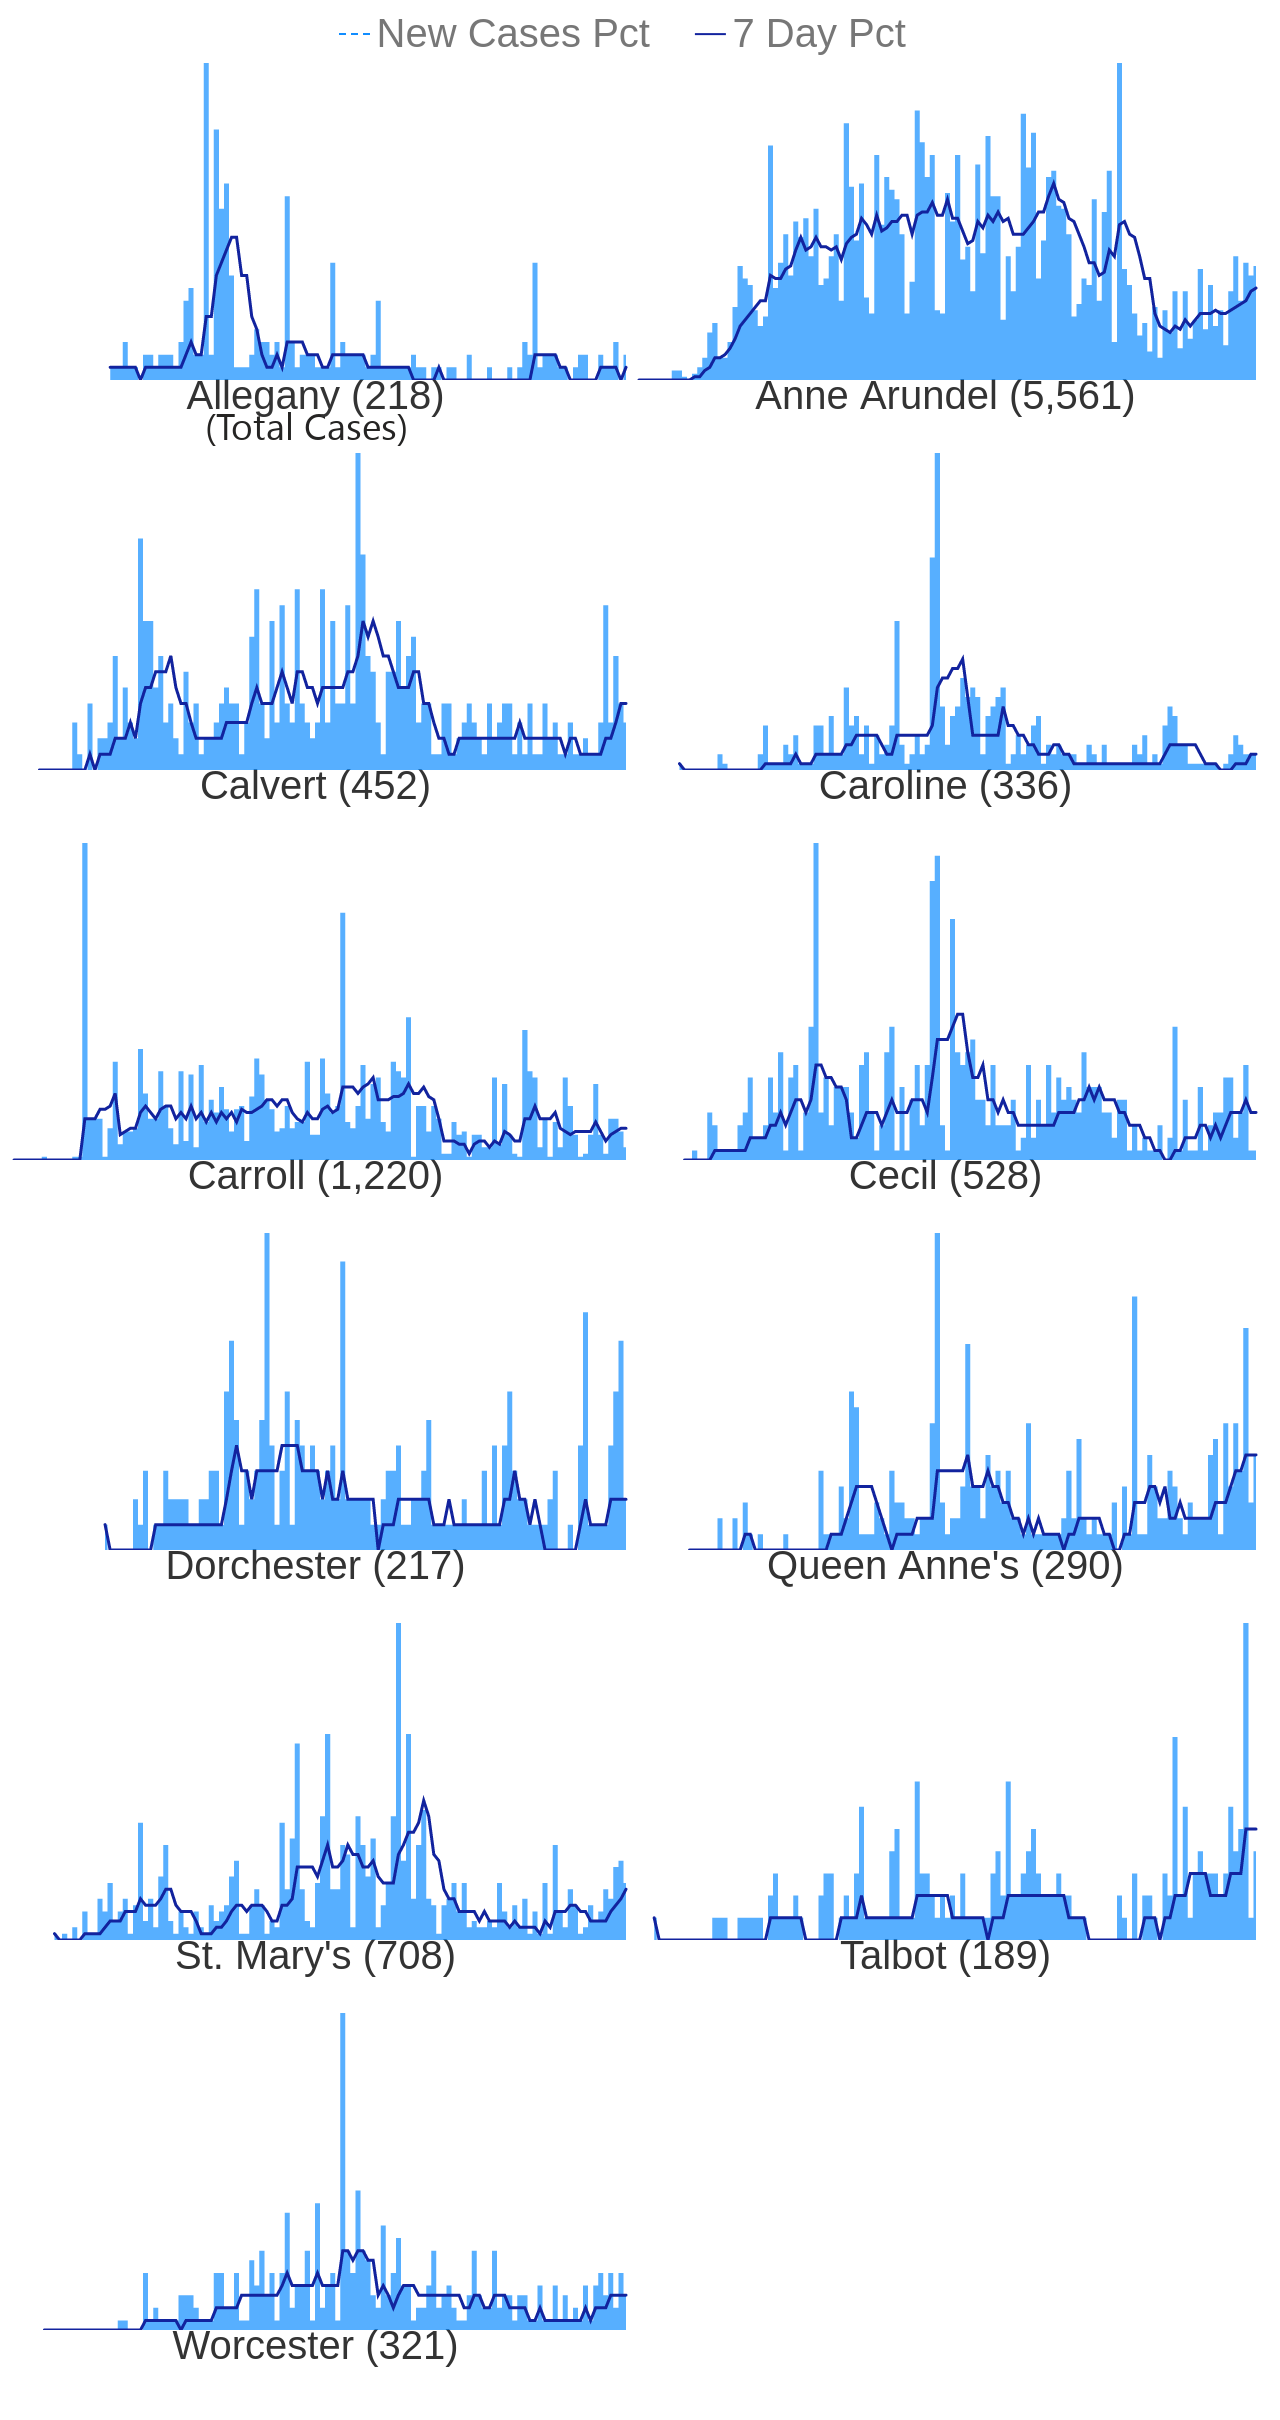 New Cases Pct 7 Day Pct
Allegany (218) Anne Arundel (5,561)
(Total Cases)
Calvert (452) Caroline (336)
Carroll (1,220) Cecil (528)
Dorchester (217) Queen Anne's (290)
St. Mary's (708) Talbot (189)
Worcester (321)